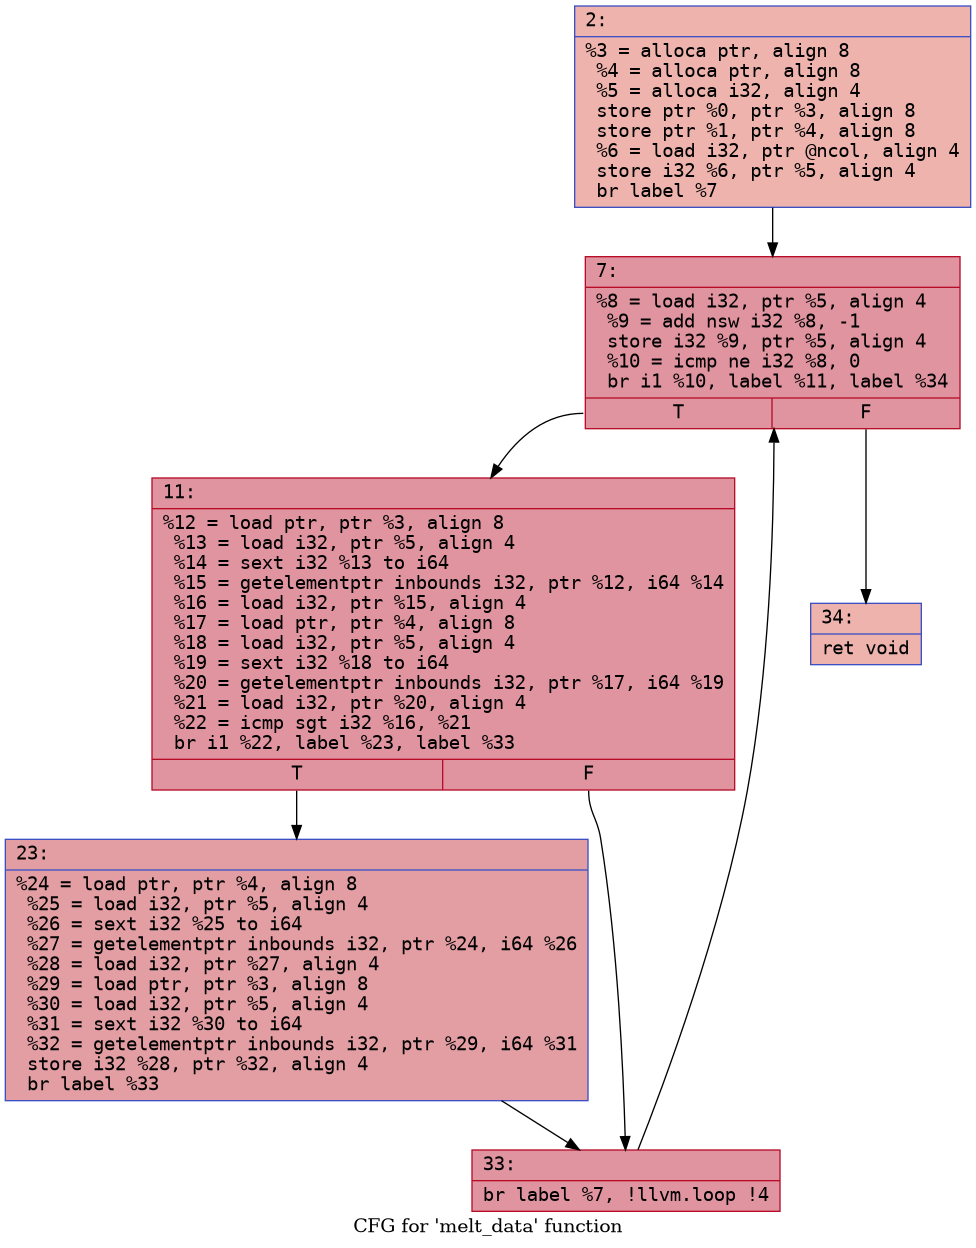 2:
%3 = alloca ptr, align 8
%4 = alloca ptr, align 8
%5 = alloca i32, align 4
store ptr %0, ptr %3, align 8
store ptr %1, ptr %4, align 8
%6 = load i32, ptr @ncol, align 4
store i32 %6, ptr %5, align 4
br label %7
7:
%8 = load i32, ptr %5, align 4
%9 = add nsw i32 %8, -1
store i32 %9, ptr %5, align 4
%10 = icmp ne i32 %8, 0
br i1 %10, label %11, label %34
T F
11:
%12 = load ptr, ptr %3, align 8
%13 = load i32, ptr %5, align 4
%14 = sext i32 %13 to i64
%15 = getelementptr inbounds i32, ptr %12, i64 %14
%16 = load i32, ptr %15, align 4
%17 = load ptr, ptr %4, align 8
%18 = load i32, ptr %5, align 4
%19 = sext i32 %18 to i64
%20 = getelementptr inbounds i32, ptr %17, i64 %19
%21 = load i32, ptr %20, align 4
%22 = icmp sgt i32 %16, %21
br i1 %22, label %23, label %33
T F
34:
ret void
23:
%24 = load ptr, ptr %4, align 8
%25 = load i32, ptr %5, align 4
%26 = sext i32 %25 to i64
%27 = getelementptr inbounds i32, ptr %24, i64 %26
%28 = load i32, ptr %27, align 4
%29 = load ptr, ptr %3, align 8
%30 = load i32, ptr %5, align 4
%31 = sext i32 %30 to i64
%32 = getelementptr inbounds i32, ptr %29, i64 %31
store i32 %28, ptr %32, align 4
br label %33
33:
br label %7, !llvm.loop !4
CFG for 'melt_data' function